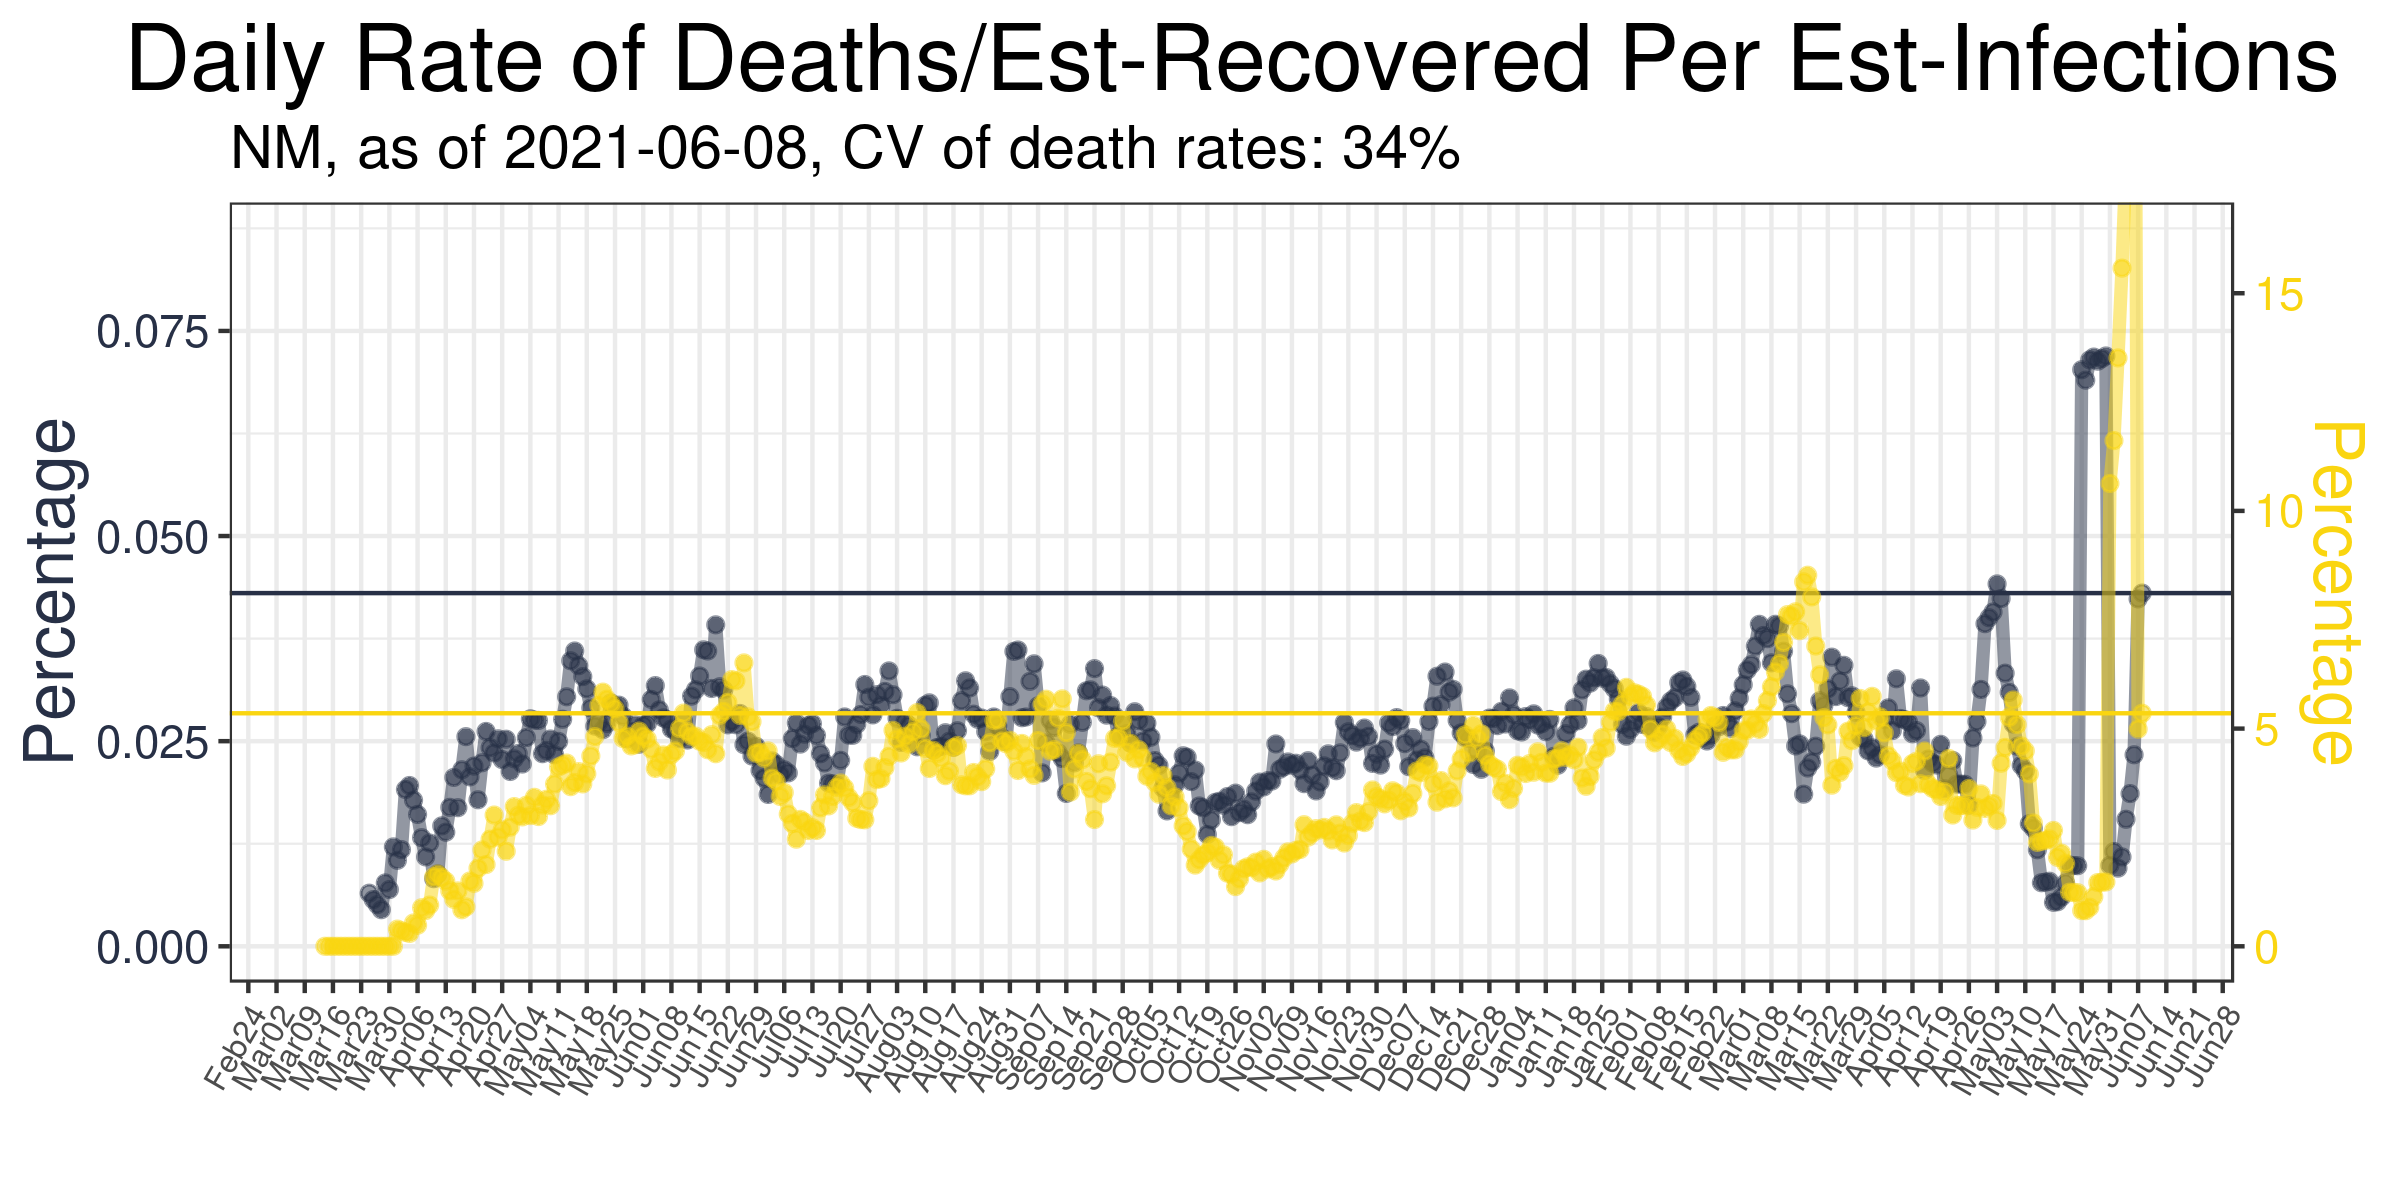 Daily Rate of Deaths/Est-Recovered Per Est-Infections
NM, as of 2021-06-08, CV of death rates: 34%
Percentage
0.075
0.050
0.025
0.000
15
10
5
0
Percentage
Feb24
Mar02
Mar09
Mar16
Mar23
Mar30
Apr06
Apr13
Apr20
Apr27
May04
May11
May18
May25
Jun01
Jun08
Jun15
Jun22
Jun29
Jul06
Jul13
Jul20
Jul27
Aug03
Aug10
Aug17
Aug24
Aug31
Sep07
Sep14
Sep21
Sep28
Oct05
Oct12
Oct19
Oct26
Nov02
Nov09
Nov16
Nov23
Nov30
Dec07
Dec14
Dec21
Dec28
Jan04
Jan11
Jan18
Jan25
Feb01
Feb08
Feb15
Feb22
Mar01
Mar08
Mar15
Mar22
Mar29
Apr05
Apr12
Apr19
Apr26
May03
May10
May17
May24
May31
Jun07
Jun14
Jun21
Jun28